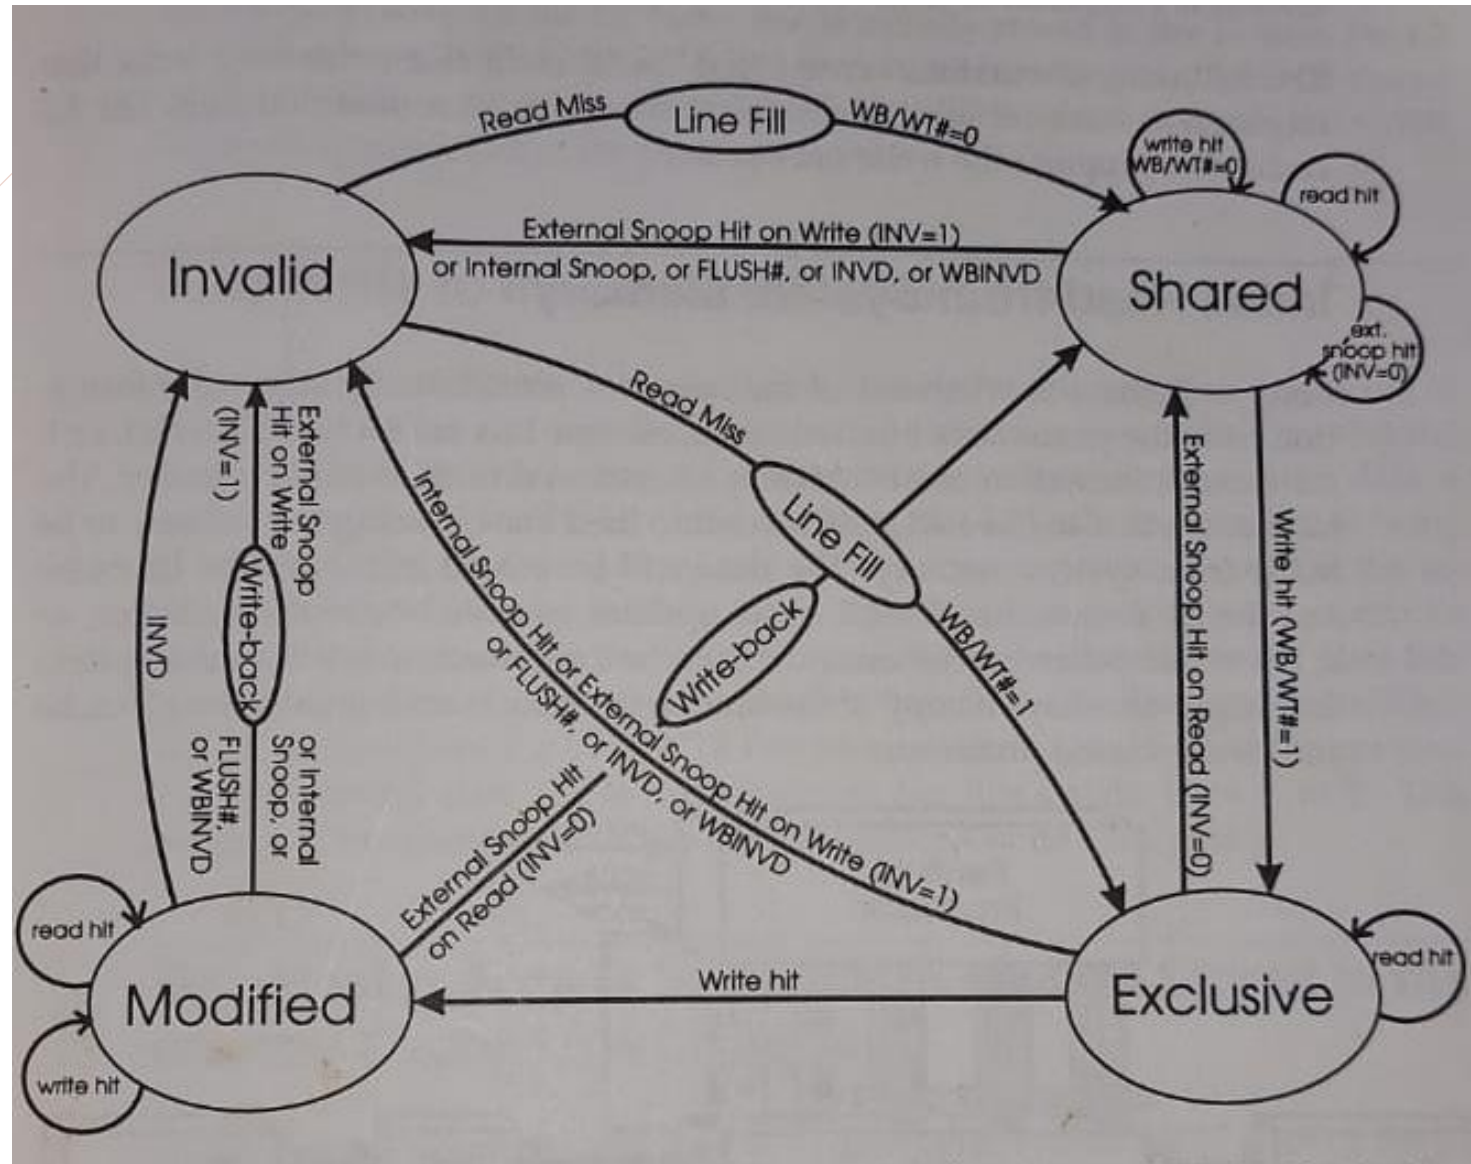 Read Miss
Line Fill
WB/WT#=0
write hit
WB/WT#=0
read hit
Invalid
External Snoop Hit on Write (INV=1)
or Internal Snoop, or FLUSH#, or INVD, or WBINVD
Shared
ext.
snoop hit
(INV=0)
Read Miss
Line Fill
Write-back
WB/WT#=1
External Snoop
Hit on Write
(INV=1)
Write-back
INVD
or Internal
Snoop, or
FLUSH#,
or WBINVD
Internal Snoop Hit or External Snoop Hit on Write (INV=1)
or FLUSH#, or INVD, or WBINVD
External Snoop Hit on Read (INV=0)
Write hit (WB/WT#=1)
External Snoop Hit
on Read (INV=0)
read hit
Modified
write hit
Write hit
Exclusive
read hit